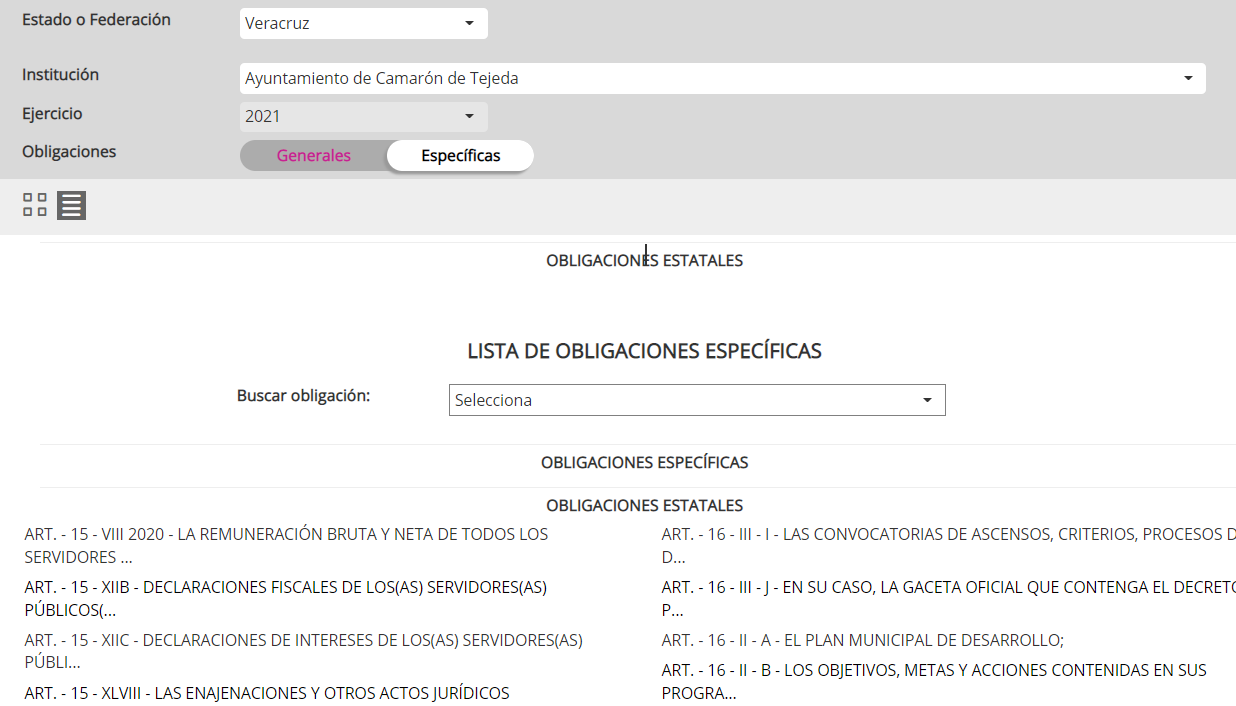 Estado o Federación
Veracruz
Institución
Ayuntamiento de Camarón de Tejeda
Ejercicio
2021
Obligaciones
Generales
Específicas
OBLIGACIONES ESTATALES
LISTA DE OBLIGACIONES ESPECÍFICAS
Buscar obligación:
Selecciona
OBLIGACIONES ESPECÍFICAS
OBLIGACIONES ESTATALES
ART. - 15 - VIII 2020 - LA REMUNERACIÓN BRUTA Y NETA DE TODOS LOS
SERVIDORES ...
ART. - 15 - XIIB - DECLARACIONES FISCALES DE LOS(AS) SERVIDORES(AS)
PÚBLICOS(...
ART. - 15 - XIIC - DECLARACIONES DE INTERESES DE LOS(AS) SERVIDORES(AS)
PÚBLI...
ART. - 15 - XLVIII - LAS ENAJENACIONES Y OTROS ACTOS JURÍDICOS
ART. - 16 - III - I - LAS CONVOCATORIAS DE ASCENSOS, CRITERIOS, PROCESOS D
D...
ART. - 16 - III - J - EN SU CASO, LA GACETA OFICIAL QUE CONTENGA EL DECRETO
P...
ART. - 16 - II - A - EL PLAN MUNICIPAL DE DESARROLLO;
ART. - 16 - II - B - LOS OBJETIVOS, METAS Y ACCIONES CONTENIDAS EN SUS
PROGRA...